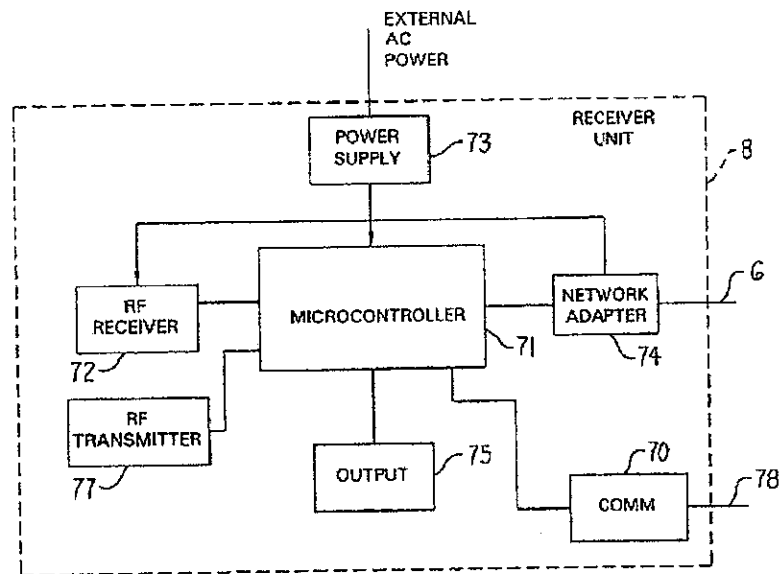 EXTERNAL
AC
POWER
RECEIVER
UNIT
POWER
SUPPLY
73
8
6
RF
RECEIVER
72
MICROCONTROLLER
71
NETWORK
ADAPTER
74
RF
TRANSMITTER
77
OUTPUT
75
70
COMM
78